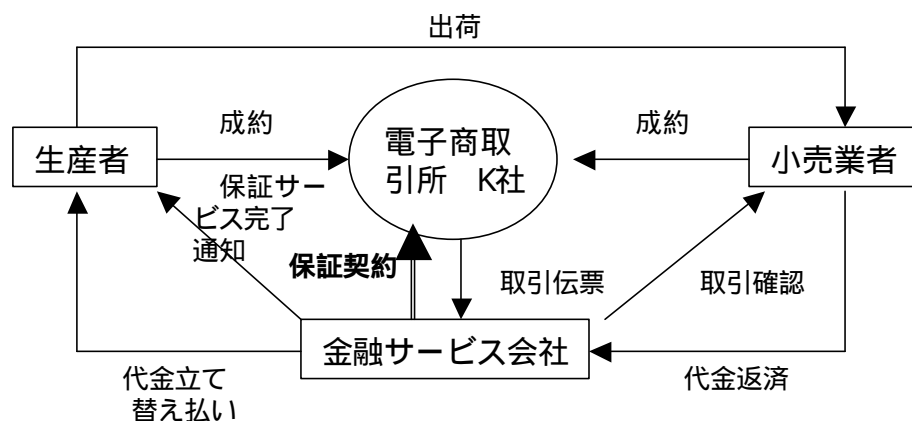 出荷
成約
成約
生産者
電子商取
引所　K社
小売業者
保証サー
ビス完了
通知
保証契約
取引伝票
取引確認
金融サービス会社
代金立て
替え払い
代金返済